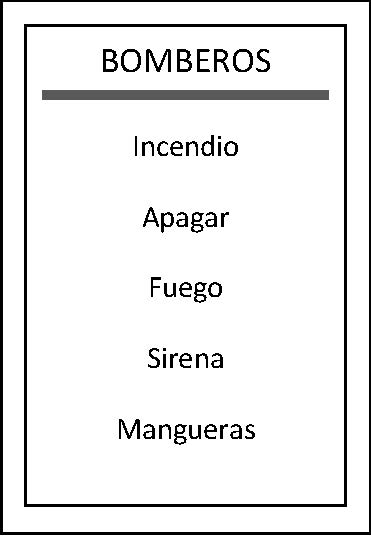 BOMBEROS
Incendio
Apagar
Fuego
Sirena
Mangueras